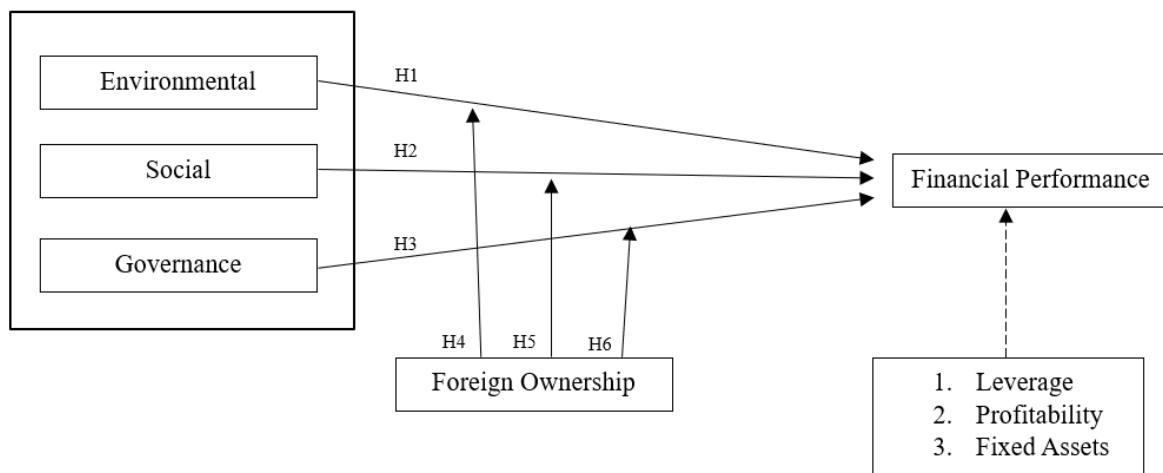 Environmental
H1
Social
H2
Financial Performance
Governance
H3
H4
H5
H6
Foreign Ownership
1. Leverage
2. Profitability
3. Fixed Assets